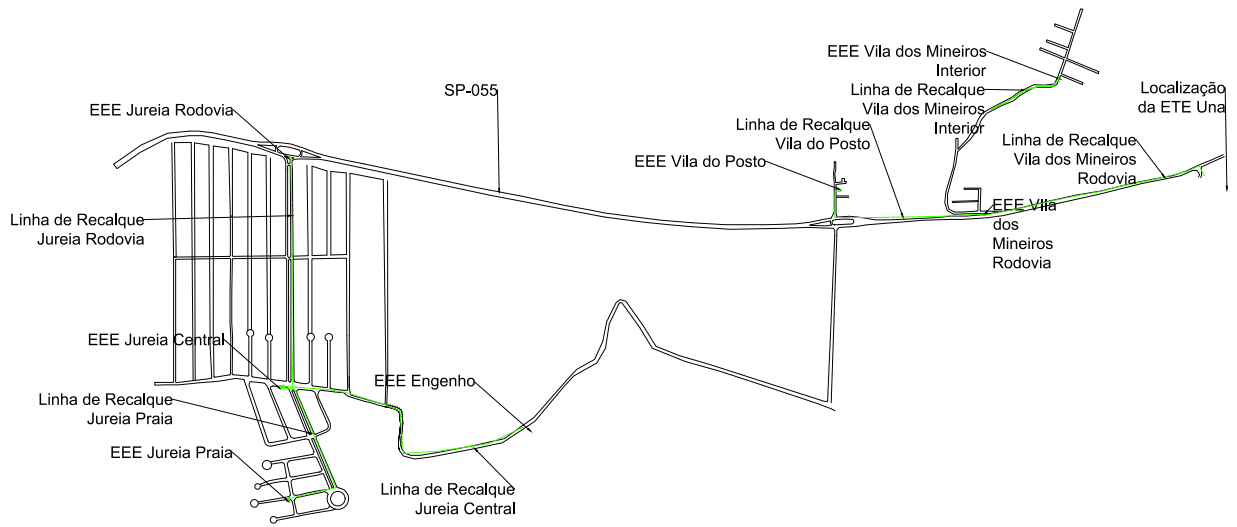 EEE Vila dos Mineiros
Interior
SP-055
Linha de Recalque
Vila dos Mineiros
Interior
Localização
da ETE Una
EEE Jureia Rodovia
Linha de Recalque
Vila do Posto
Linha de Recalque
Vila dos Mineiros
Rodovia
EEE Vila do Posto
Linha de Recalque
Jureia Rodovia
EEE Vila
dos
Mineiros
Rodovia
EEE Jureia Central
EEE Engenho
Linha de Recalque
Jureia Praia
EEE Jureia Praia
Linha de Recalque
Jureia Central